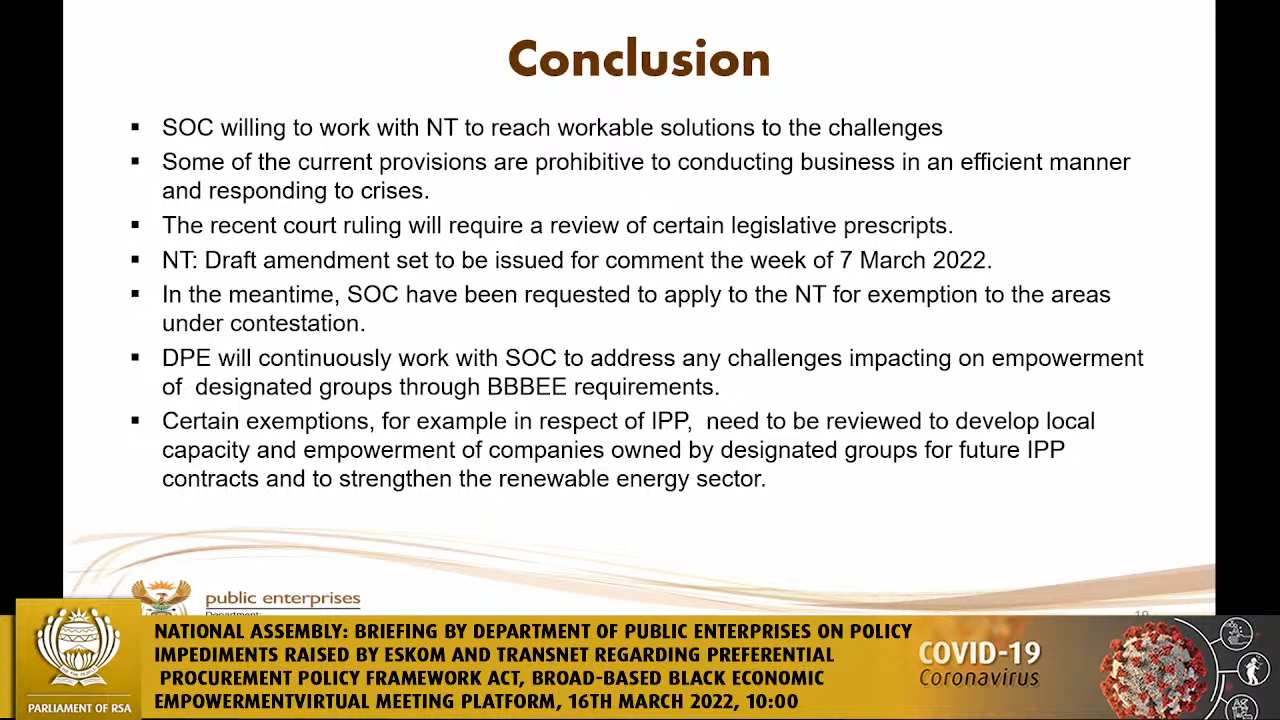 Conclusion
▪ SOC willing to work with NT to reach workable solutions to the challenges
▪ Some of the current provisions are prohibitive to conducting business in an efficient manner
and responding to crises.
▪ The recent court ruling will require a review of certain legislative prescripts.
▪ NT: Draft amendment set to be issued for comment the week of 7 March 2022.
▪ In the meantime, SOC have been requested to apply to the NT for exemption to the areas
under contestation.
▪ DPE will continuously work with SOC to address any challenges impacting on empowerment
of designated groups through BBBEE requirements.
▪ Certain exemptions, for example in respect of IPP, need to be reviewed to develop local
capacity and empowerment of companies owned by designated groups for future IPP
contracts and to strengthen the renewable energy sector.
public enterprises
Department:
NATIONAL ASSEMBLY: BRIEFING BY DEPARTMENT OF PUBLIC ENTERPRISES ON POLICY
IMPEDIMENTS RAISED BY ESKOM AND TRANSNET REGARDING PREFERENTIAL
PROCUREMENT POLICY FRAMEWORK ACT, BROAD-BASED BLACK ECONOMIC
EMPOWERMENTVIRTUAL MEETING PLATFORM, 16TH MARCH 2022, 10:00
PARLIAMENT OF RSA
COVID-19
Coronavirus